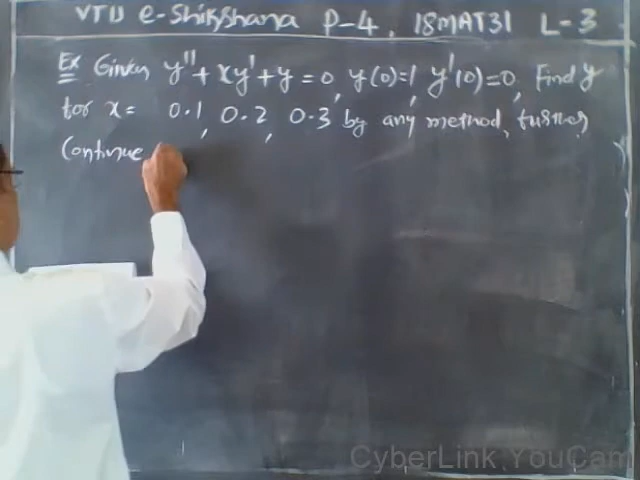 VTU e-Shikshana P-4, 18MAT31 L-3
Ex Given y'' + xy' + y = 0, y(0)=1, y'(0)=0, Find y
for x = 0.1, 0.2, 0.3 by any method, further
Continue
CyberLink YouCam